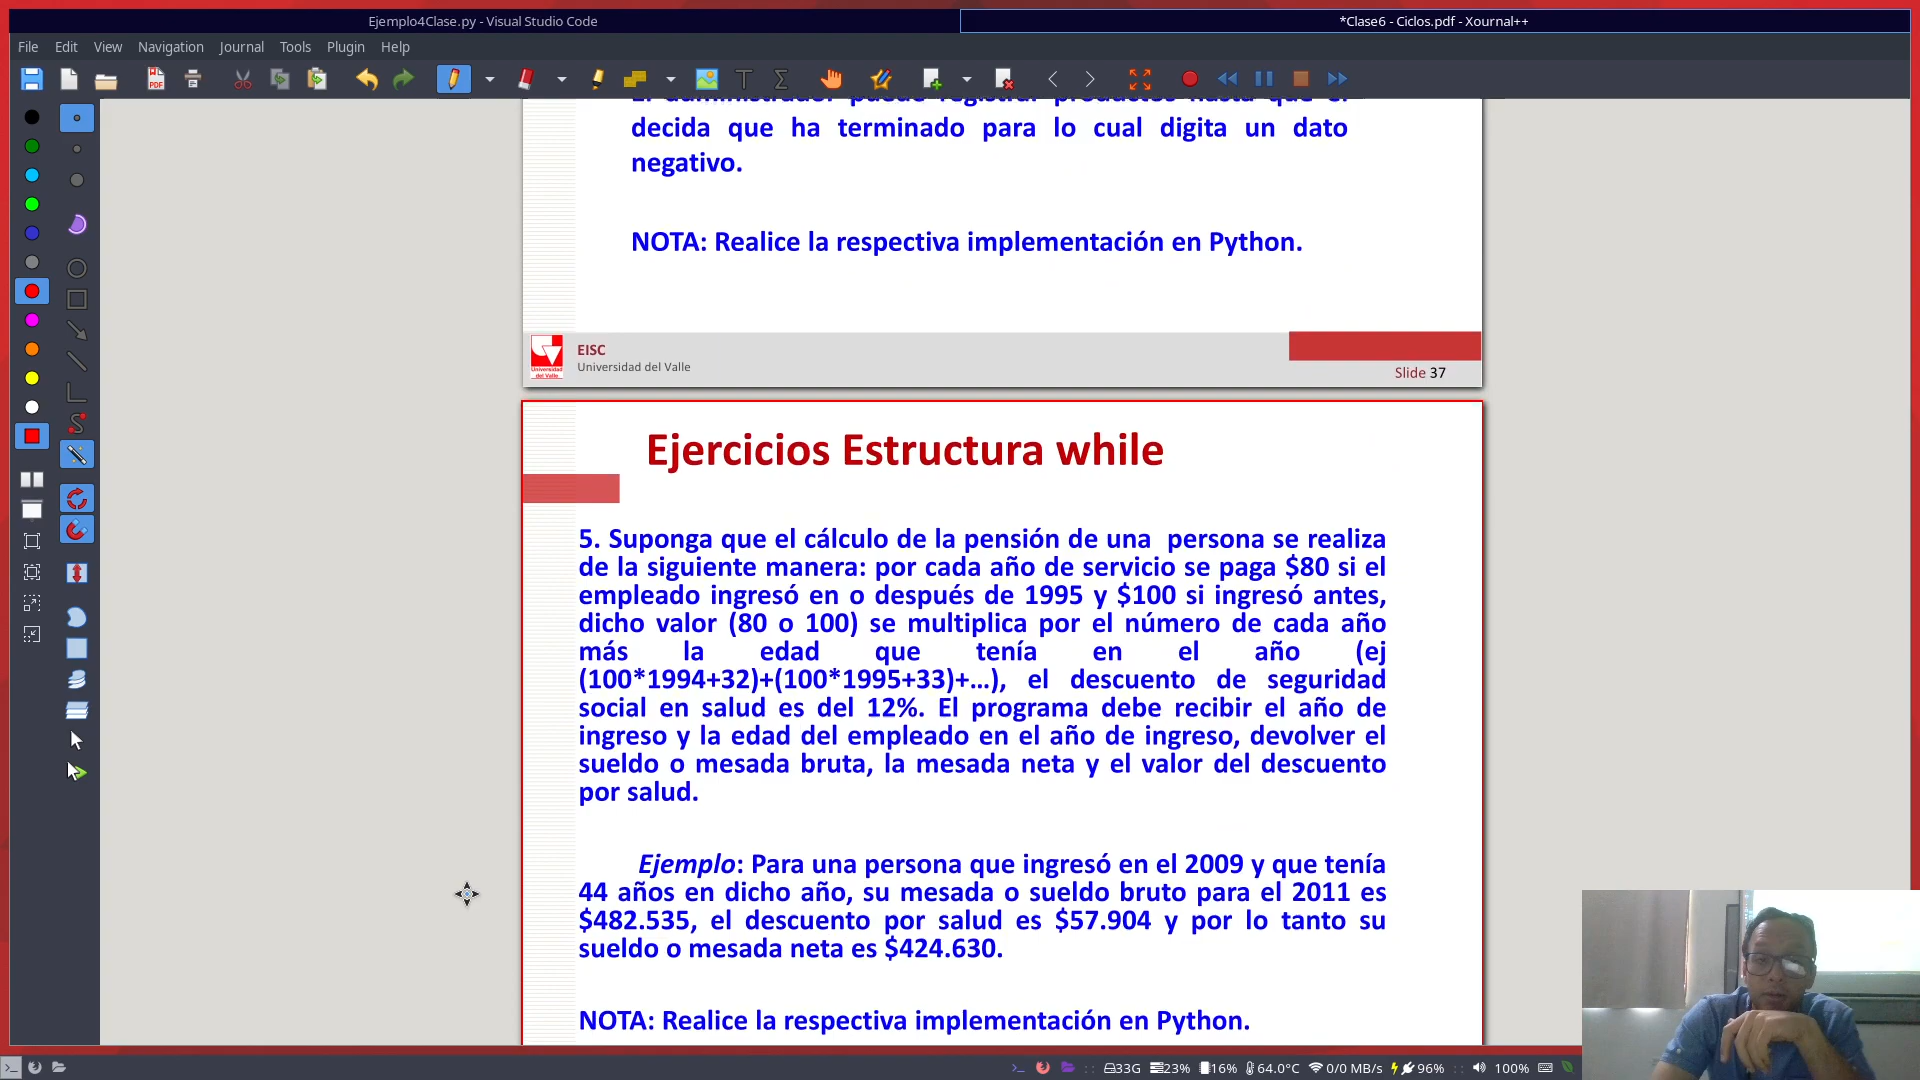 Ejemplo4Clase.py - Visual Studio Code
*Clase6 - Ciclos.pdf - Xournal++
File Edit View Navigation Journal Tools Plugin Help
El administrador puede registrar productos hasta que él
decida que ha terminado para lo cual digita un dato
negativo.
NOTA: Realice la respectiva implementación en Python.
EISC
Universidad del Valle
Universidad
del Valle
Slide 37
Ejercicios Estructura while
5. Suponga que el cálculo de la pensión de una persona se realiza
de la siguiente manera: por cada año de servicio se paga $80 si el
empleado ingresó en o después de 1995 y $100 si ingresó antes,
dicho valor (80 o 100) se multiplica por el número de cada año
más la edad que tenía en el año (ej
(100*1994+32)+(100*1995+33)+...), el descuento de seguridad
social en salud es del 12%. El programa debe recibir el año de
ingreso y la edad del empleado en el año de ingreso, devolver el
sueldo o mesada bruta, la mesada neta y el valor del descuento
por salud.
Ejemplo: Para una persona que ingresó en el 2009 y que tenía
44 años en dicho año, su mesada o sueldo bruto para el 2011 es
$482.535, el descuento por salud es $57.904 y por lo tanto su
sueldo o mesada neta es $424.630.
NOTA: Realice la respectiva implementación en Python.
33G 23% 16% 64.0°C 0/0 MB/s 96% 100%